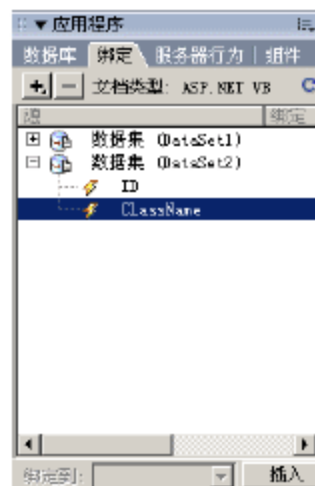 应用程序
数据库 绑定 服务器行为 组件
文档类型: ASP.NET VB
源 绑定
数据集 (DataSet1)
数据集 (DataSet2)
ID
ClassName
绑定到: 插入